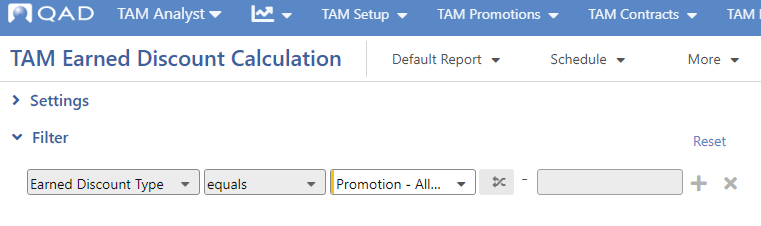 QAD TAM Analyst TAM Setup TAM Promotions TAM Contracts TAM
TAM Earned Discount Calculation Default Report Schedule More
Settings
Filter
Reset
Earned Discount Type equals Promotion - All... -